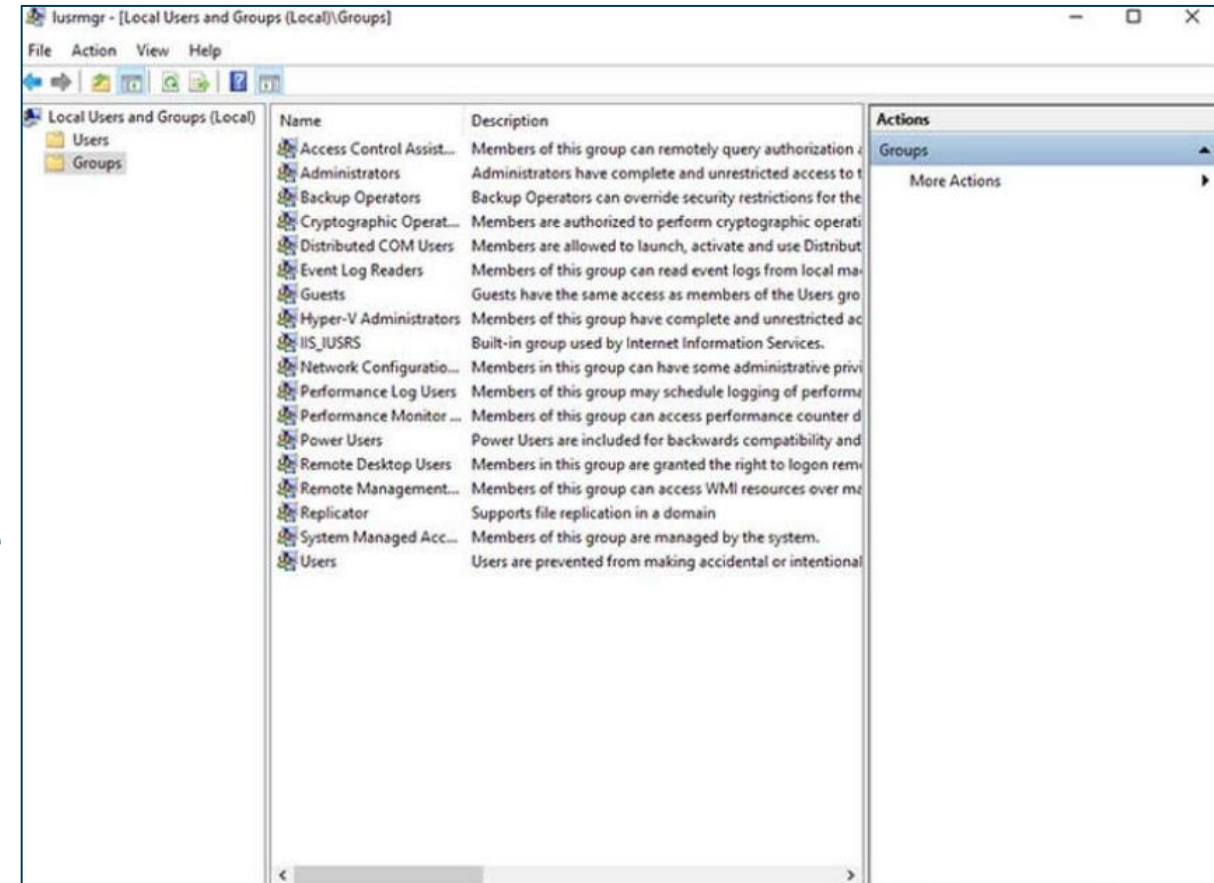 lusrmgr - [Local Users and Groups (Local)\Groups]
File Action View Help
Local Users and Groups (Local)
Users
Groups
Name Description
Access Control Assist... Members of this group can remotely query authorization a
Administrators Administrators have complete and unrestricted access to t
Backup Operators Backup Operators can override security restrictions for the
Cryptographic Operat... Members are authorized to perform cryptographic operati
Distributed COM Users Members are allowed to launch, activate and use Distribut
Event Log Readers Members of this group can read event logs from local ma
Guests Guests have the same access as members of the Users gro
Hyper-V Administrators Members of this group have complete and unrestricted ac
IIS_IUSRS Built-in group used by Internet Information Services.
Network Configuratio... Members in this group can have some administrative privi
Performance Log Users Members of this group may schedule logging of performa
Performance Monitor ... Members of this group can access performance counter d
Power Users Power Users are included for backwards compatibility and
Remote Desktop Users Members in this group are granted the right to logon rem
Remote Management... Members of this group can access WMI resources over ma
Replicator Supports file replication in a domain
System Managed Acc... Members of this group are managed by the system.
Users Users are prevented from making accidental or intentional
Actions
Groups
More Actions